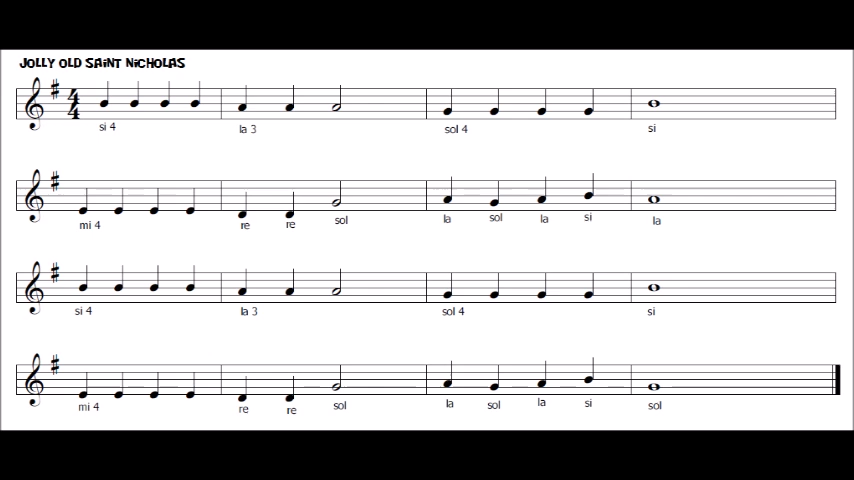 JOLLY OLD SAINT NICHOLAS
4
4
si 4 la 3 sol 4 si
mi 4 re re sol la sol la si la
si 4 la 3 sol 4 si
mi 4 re re sol la sol la si sol